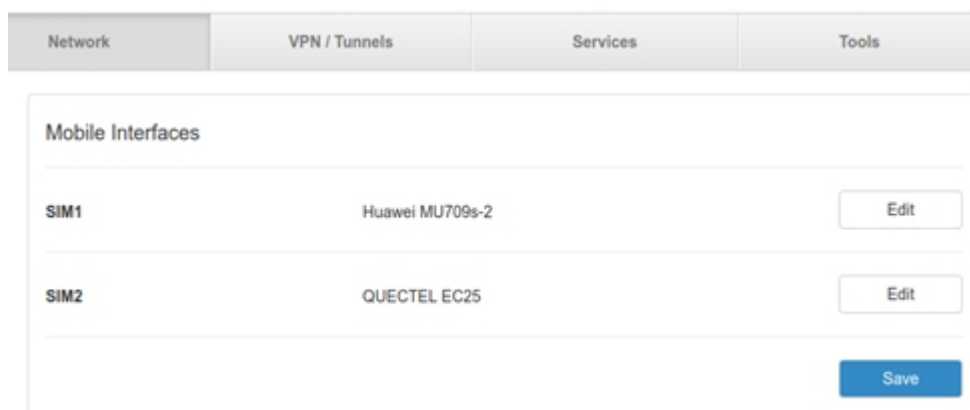 Network VPN / Tunnels Services Tools
Mobile Interfaces
SIM1 Huawei MU709s-2 Edit
SIM2 QUECTEL EC25 Edit
Save